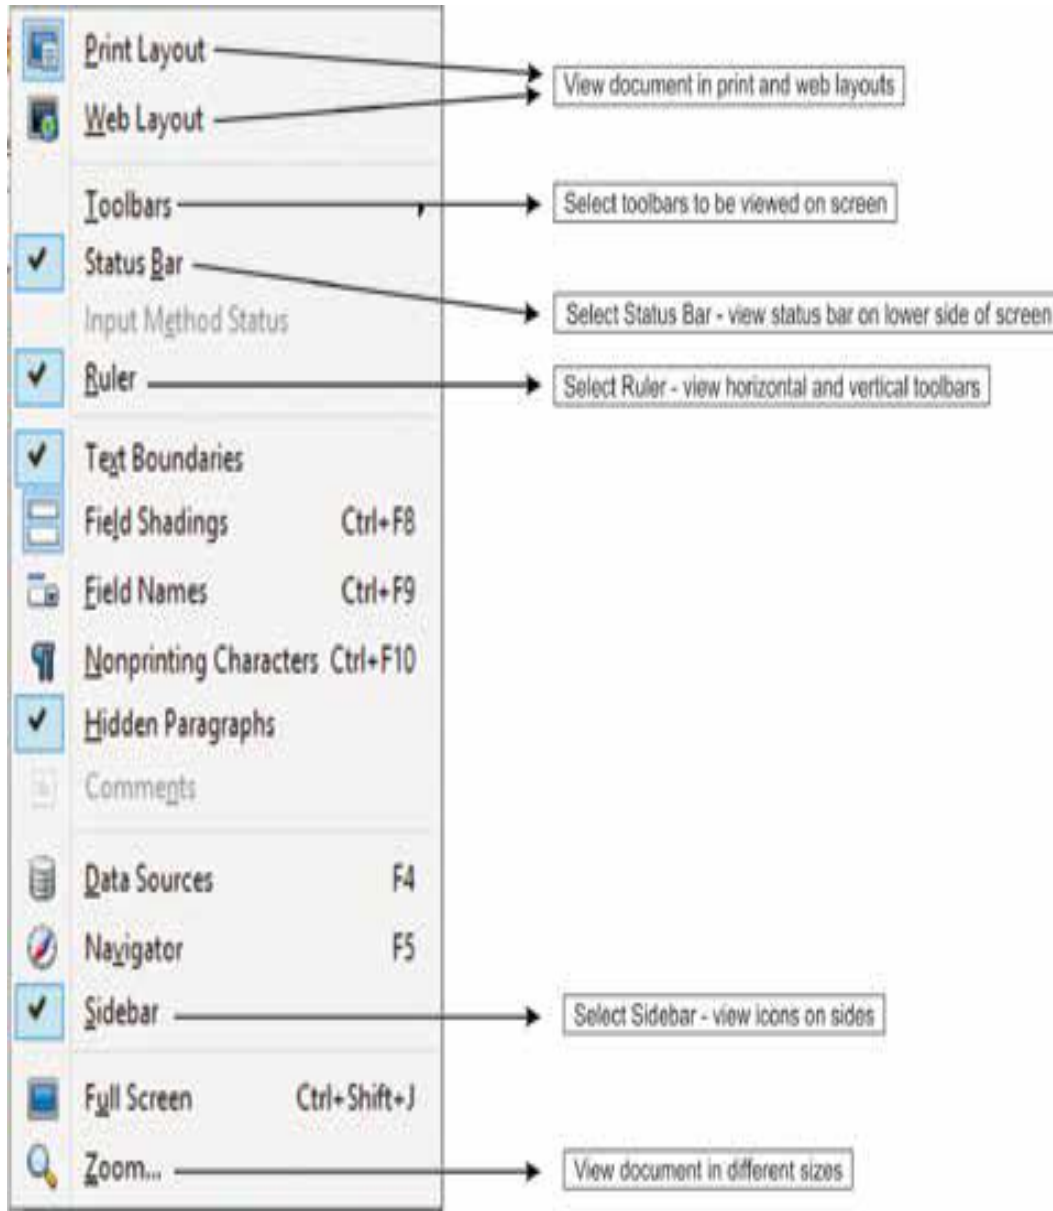 Print Layout
View document in print and web layouts
Web Layout
Toolbars
Select toolbars to be viewed on screen
Status Bar
Select Status Bar - view status bar on lower side of screen
Input Method Status
Ruler
Select Ruler - view horizontal and vertical toolbars
Text Boundaries
Field Shadings Ctrl+F8
Field Names Ctrl+F9
Nonprinting Characters Ctrl+F10
Hidden Paragraphs
Comments
Data Sources F4
Navigator F5
Sidebar
Select Sidebar - view icons on sides
Full Screen Ctrl+Shift+J
Zoom...
View document in different sizes